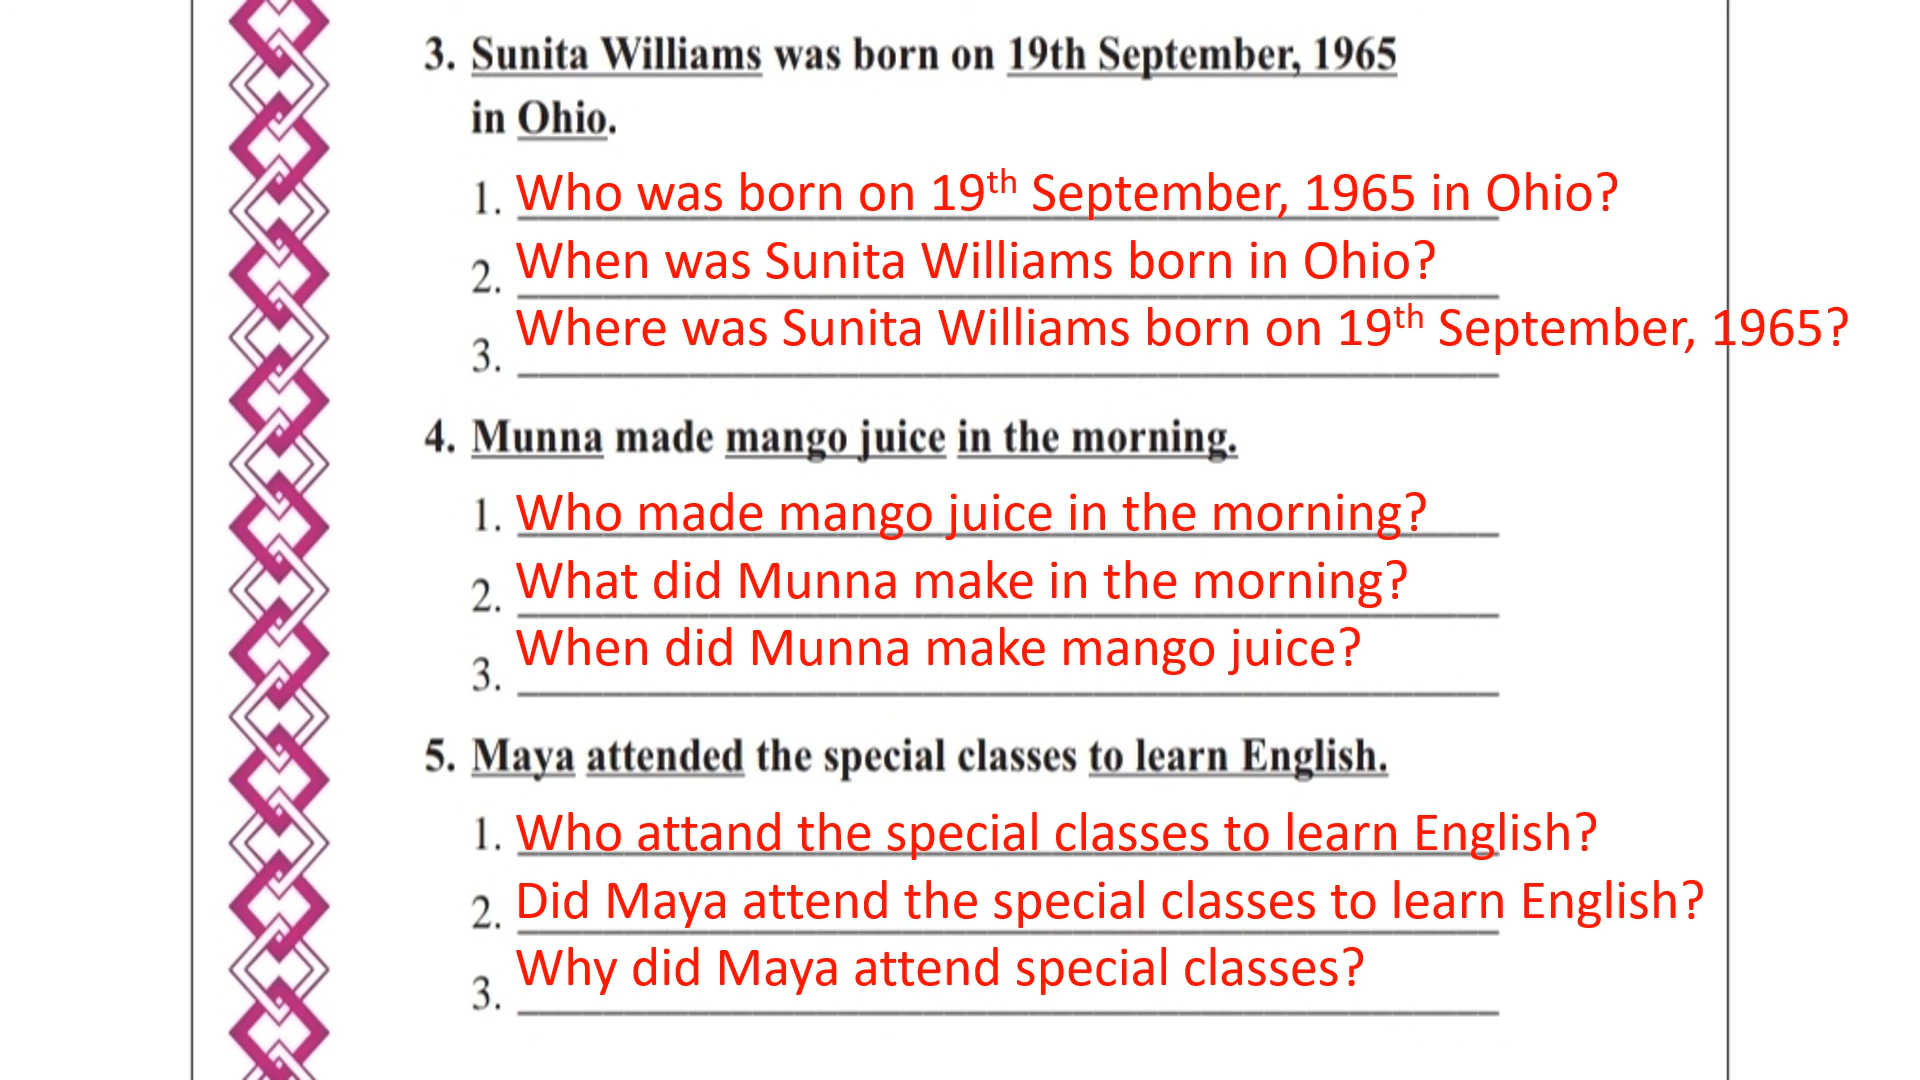 3. Sunita Williams was born on 19th September, 1965
in Ohio.
1. Who was born on 19th September, 1965 in Ohio?
2. When was Sunita Williams born in Ohio?
3. Where was Sunita Williams born on 19th September, 1965?
4. Munna made mango juice in the morning.
1. Who made mango juice in the morning?
2. What did Munna make in the morning?
3. When did Munna make mango juice?
5. Maya attended the special classes to learn English.
1. Who attand the special classes to learn English?
2. Did Maya attend the special classes to learn English?
3. Why did Maya attend special classes?